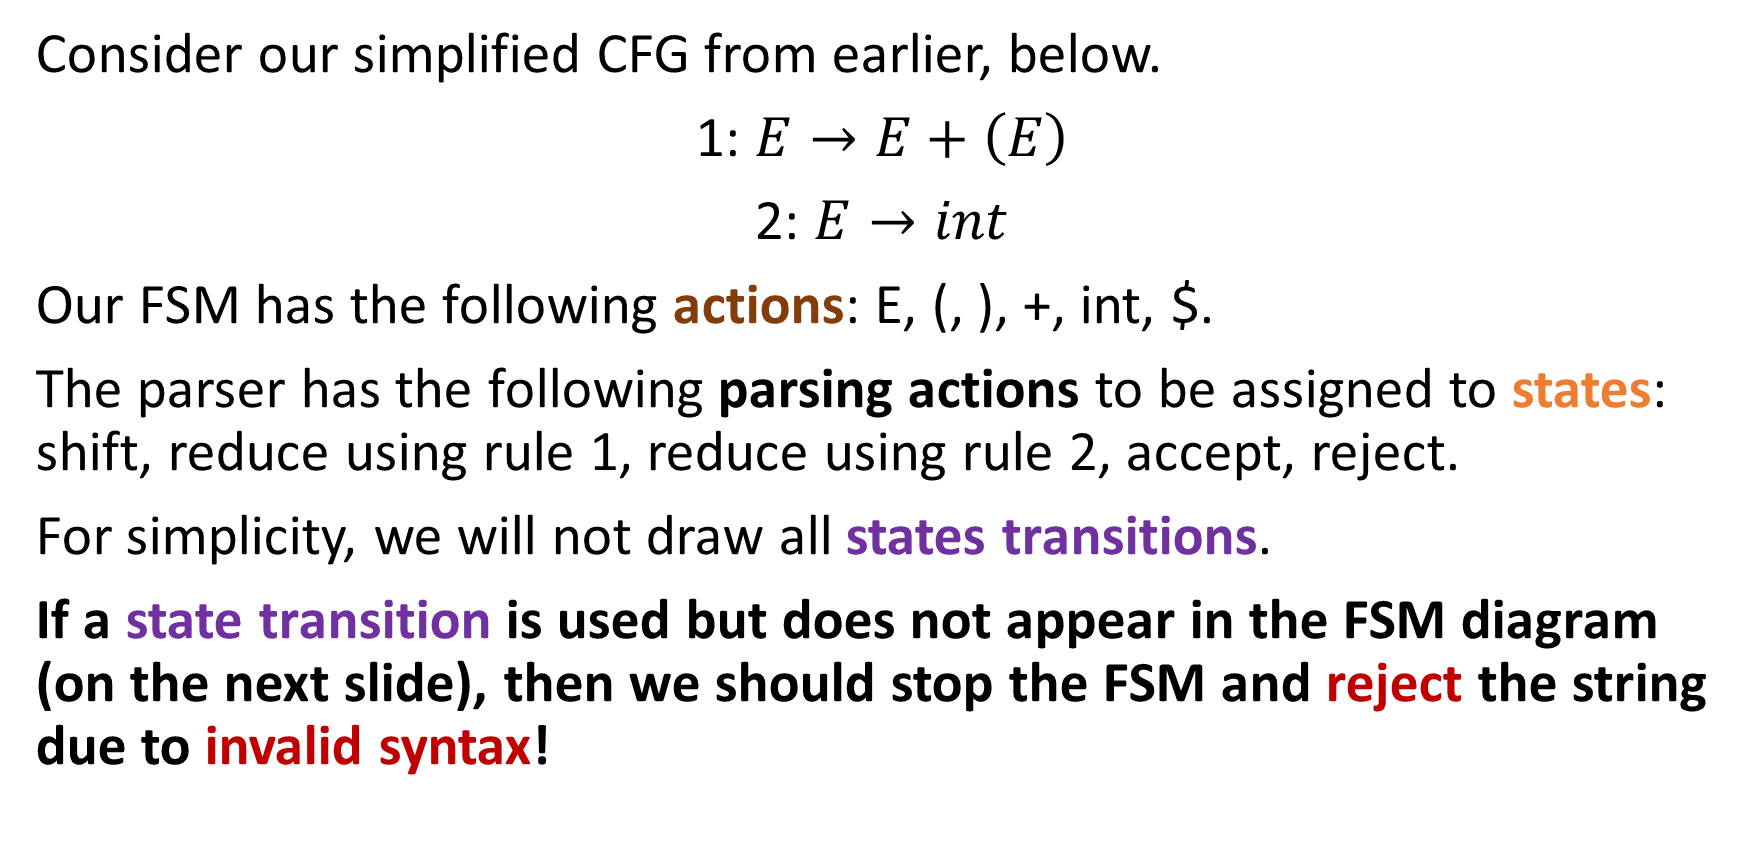 Consider our simplified CFG from earlier, below.
1: E → E + (E)
2: E → int
Our FSM has the following actions: E, (, ), +, int, $.
The parser has the following parsing actions to be assigned to states:
shift, reduce using rule 1, reduce using rule 2, accept, reject.
For simplicity, we will not draw all states transitions.
If a state transition is used but does not appear in the FSM diagram
(on the next slide), then we should stop the FSM and reject the string
due to invalid syntax!